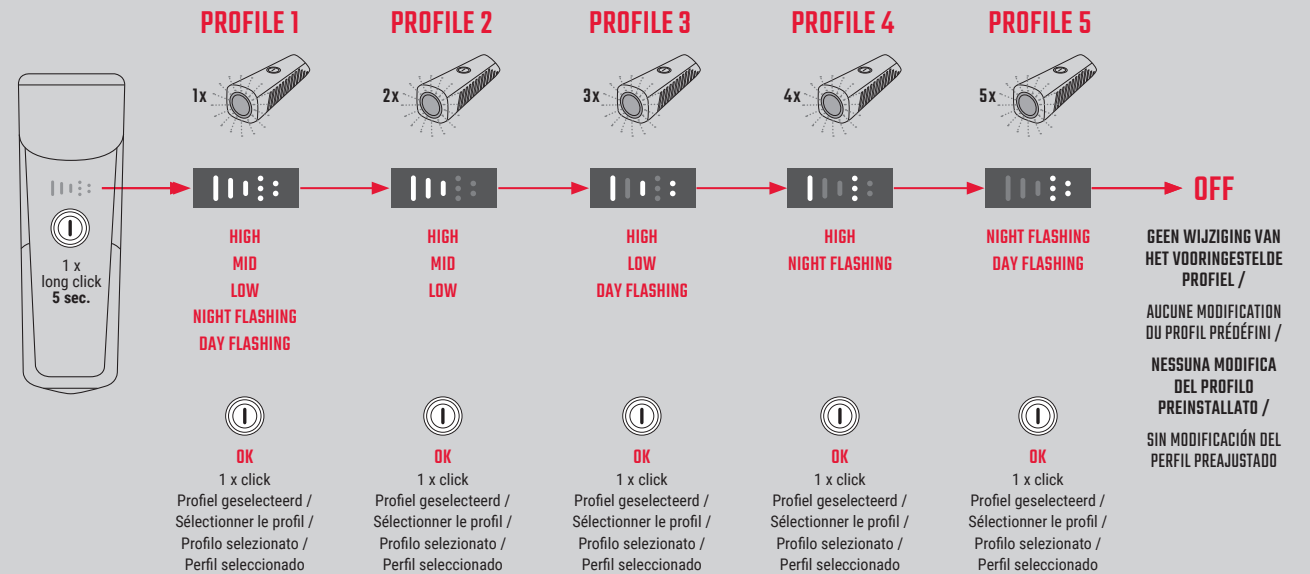 PROFILE 1
PROFILE 2
PROFILE 3
PROFILE 4
PROFILE 5
1x
2x
3x
4x
5x
1 x
long click
5 sec.
HIGH
MID
LOW
NIGHT FLASHING
DAY FLASHING
HIGH
MID
LOW
HIGH
LOW
DAY FLASHING
HIGH
NIGHT FLASHING
NIGHT FLASHING
DAY FLASHING
OFF
GEEN WIJZIGING VAN
HET VOORINGESTELDE
PROFIEL /
AUCUNE MODIFICATION
DU PROFIL PRÉDÉFINI /
NESSUNA MODIFICA
DEL PROFILO
PREINSTALLATO /
SIN MODIFICACIÓN DEL
PERFIL PREAJUSTADO
OK
1 x click
Profiel geselecteerd /
Sélectionner le profil /
Profilo selezionato /
Perfil seleccionado
OK
1 x click
Profiel geselecteerd /
Sélectionner le profil /
Profilo selezionato /
Perfil seleccionado
OK
1 x click
Profiel geselecteerd /
Sélectionner le profil /
Profilo selezionato /
Perfil seleccionado
OK
1 x click
Profiel geselecteerd /
Sélectionner le profil /
Profilo selezionato /
Perfil seleccionado
OK
1 x click
Profiel geselecteerd /
Sélectionner le profil /
Profilo selezionato /
Perfil seleccionado